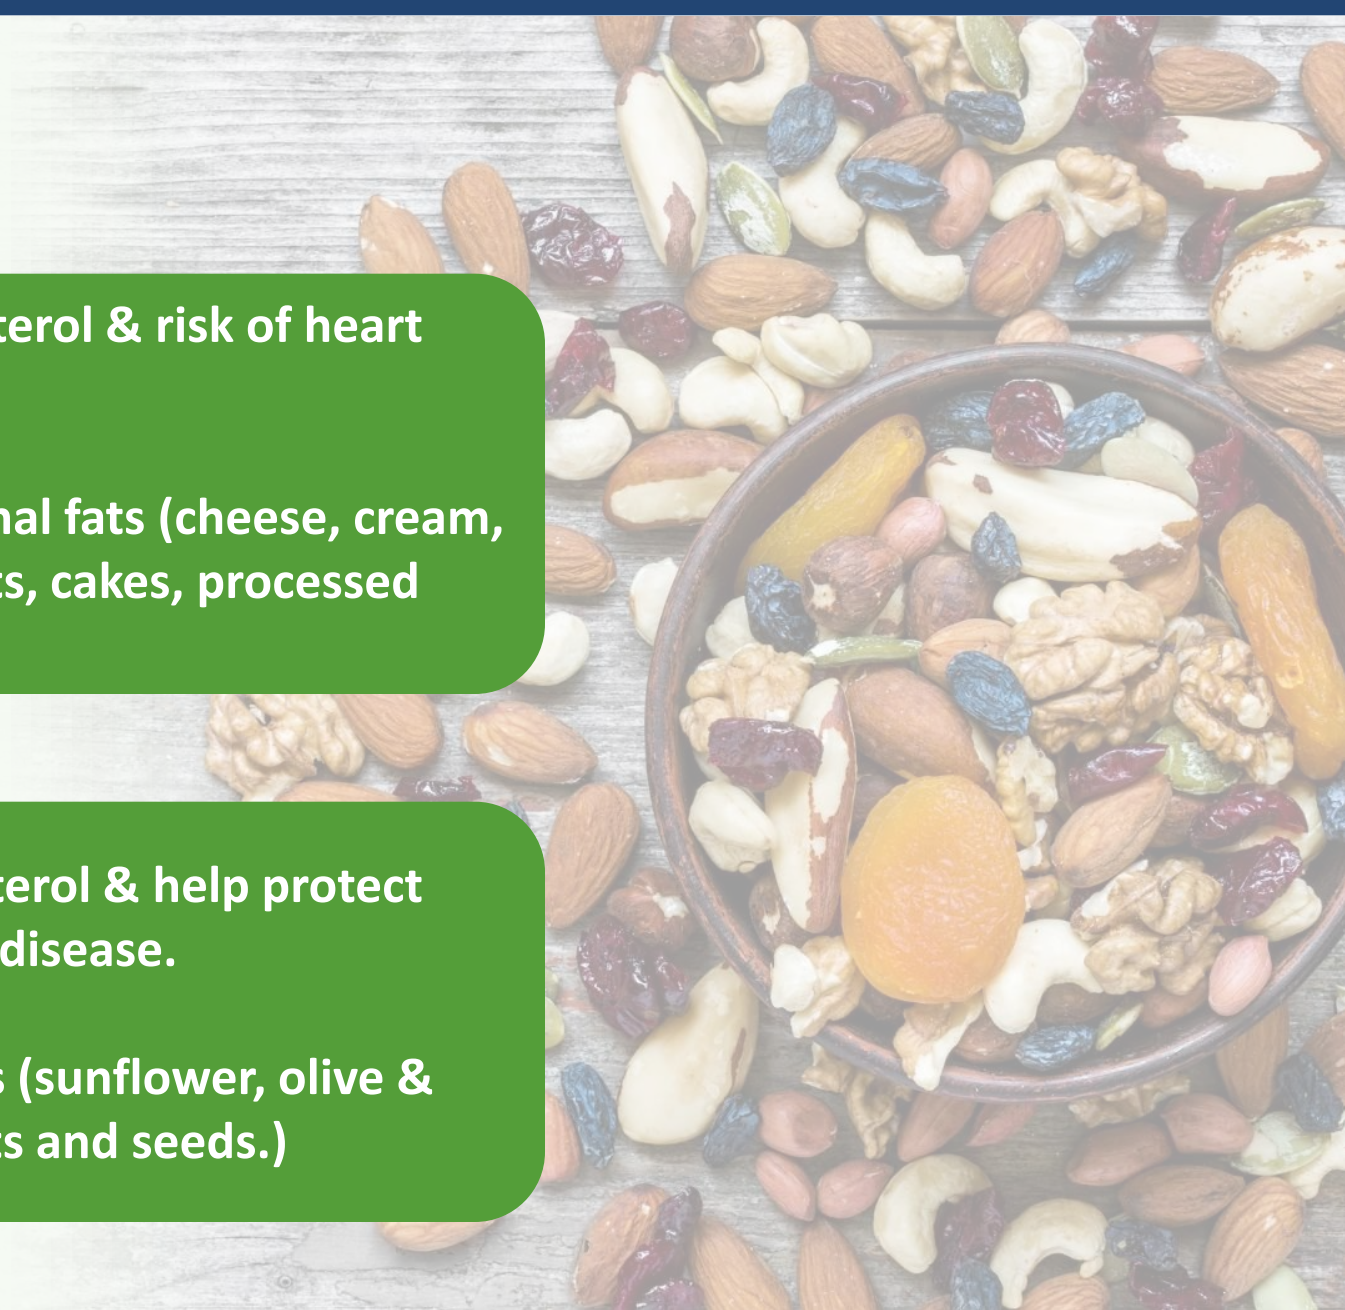 terol & risk of heart
nal fats (cheese, cream,
ts, cakes, processed
terol & help protect
disease.
s (sunflower, olive &
ts and seeds.)